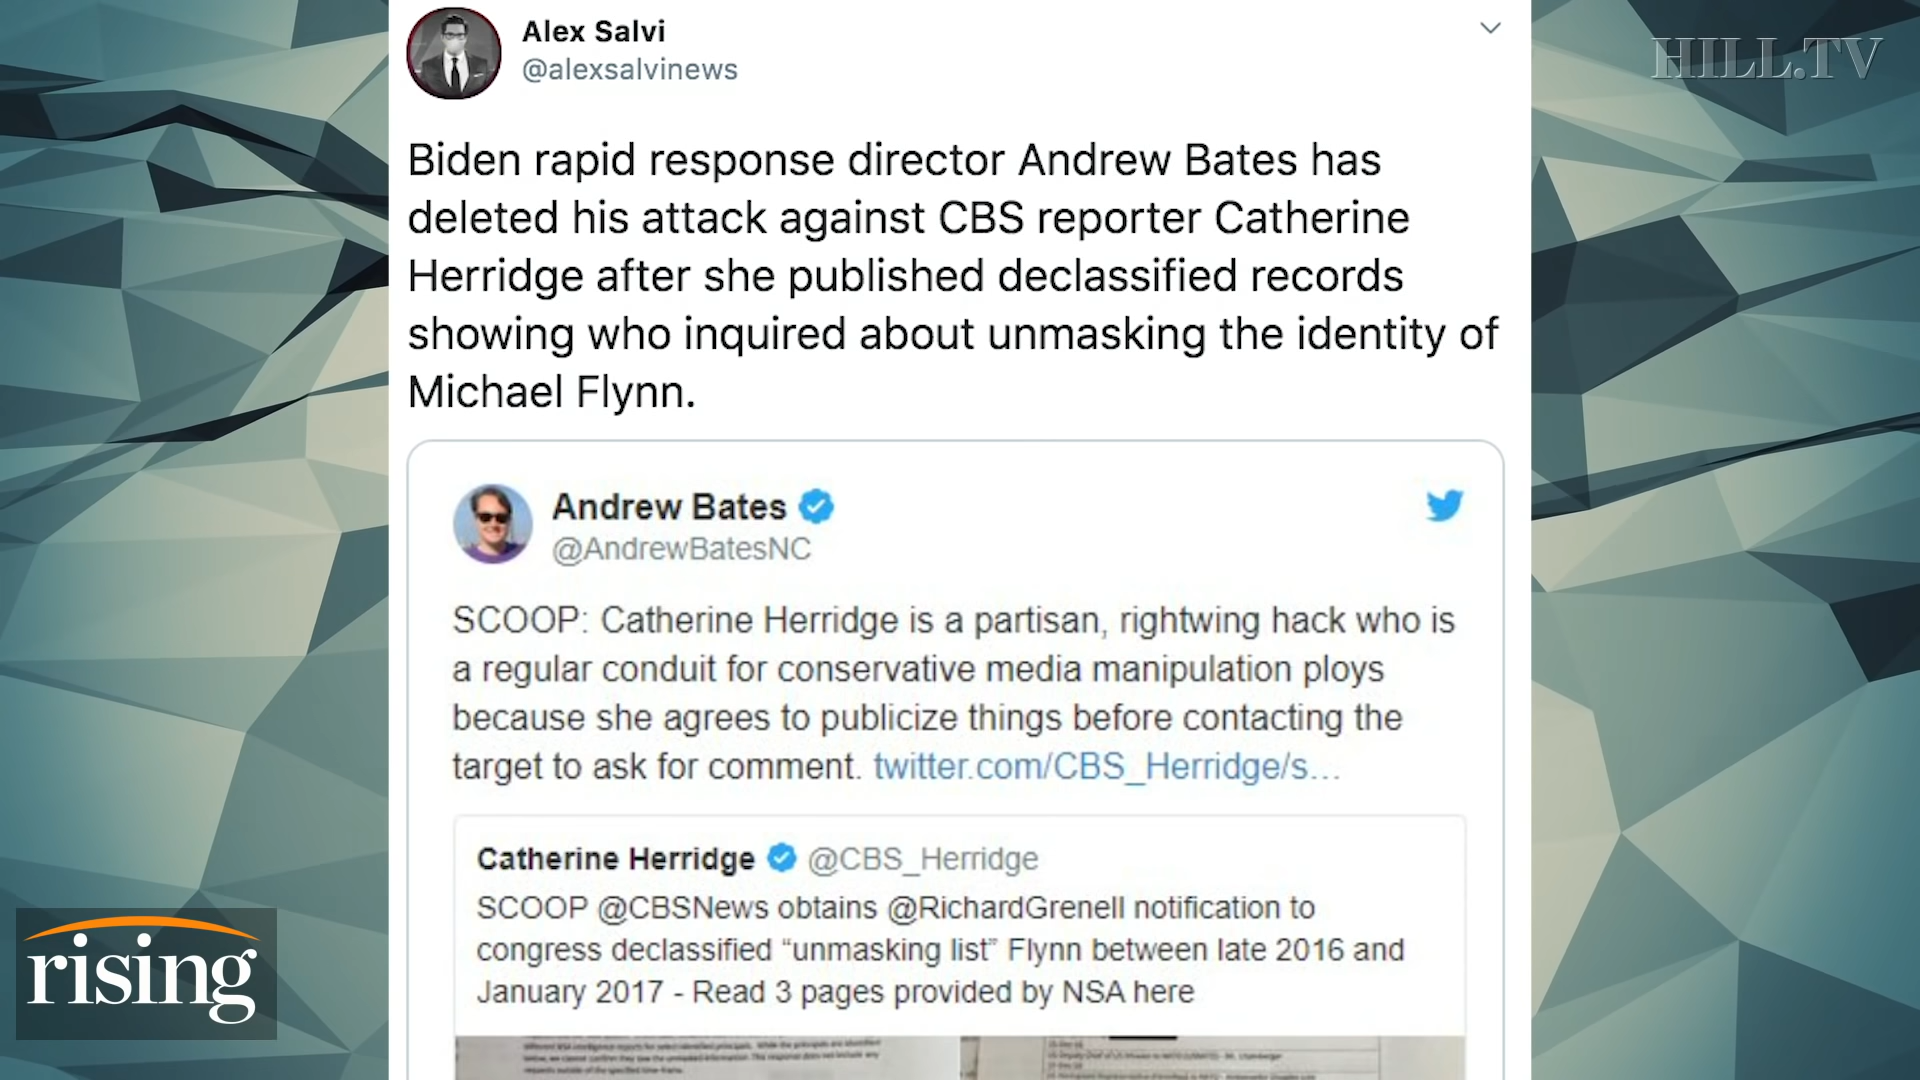 Alex Salvi
@alexsalvinews
HILL.TV
Biden rapid response director Andrew Bates has
deleted his attack against CBS reporter Catherine
Herridge after she published declassified records
showing who inquired about unmasking the identity of
Michael Flynn.
Andrew Bates
@AndrewBatesNC
SCOOP: Catherine Herridge is a partisan, rightwing hack who is
a regular conduit for conservative media manipulation ploys
because she agrees to publicize things before contacting the
target to ask for comment. twitter.com/CBS_Herridge/s...
Catherine Herridge @CBS_Herridge
SCOOP @CBSNews obtains @RichardGrenell notification to
congress declassified “unmasking list” Flynn between late 2016 and
January 2017 - Read 3 pages provided by NSA here
rising